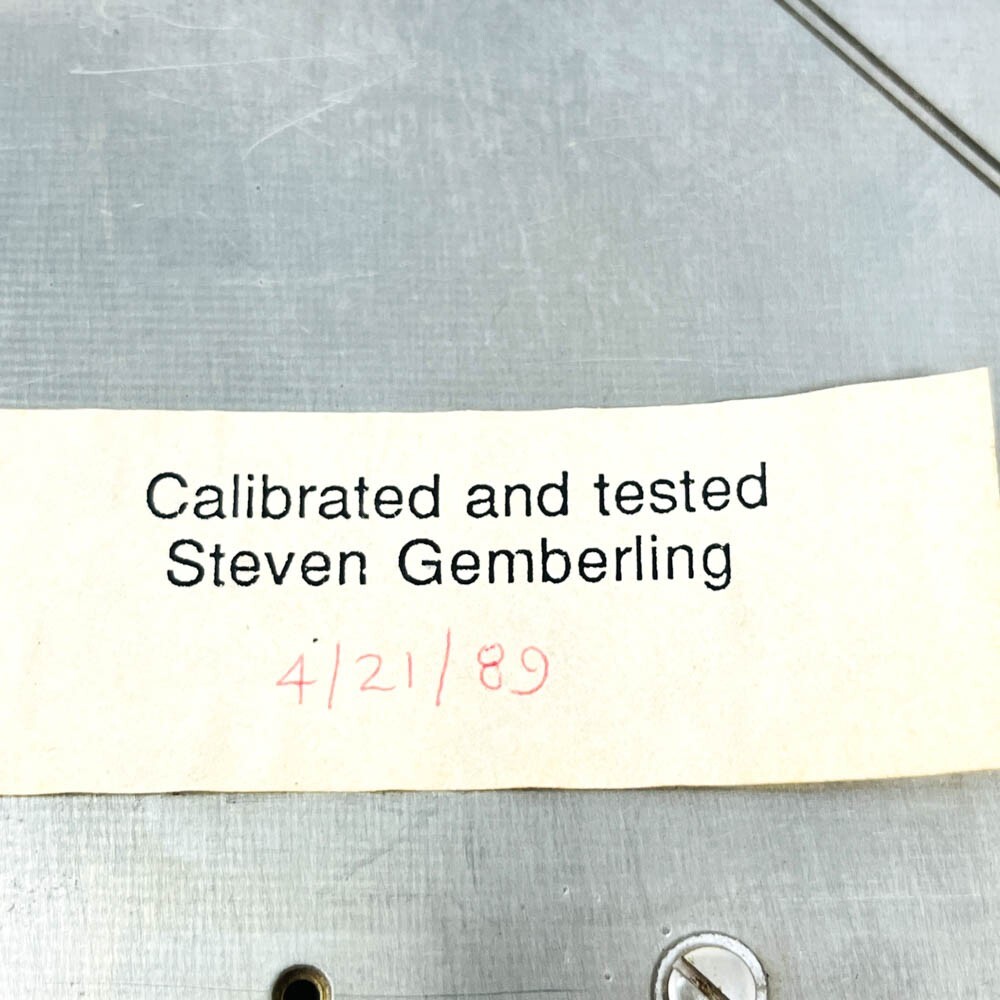 Calibrated and tested
Steven Gemberling
4/21/89